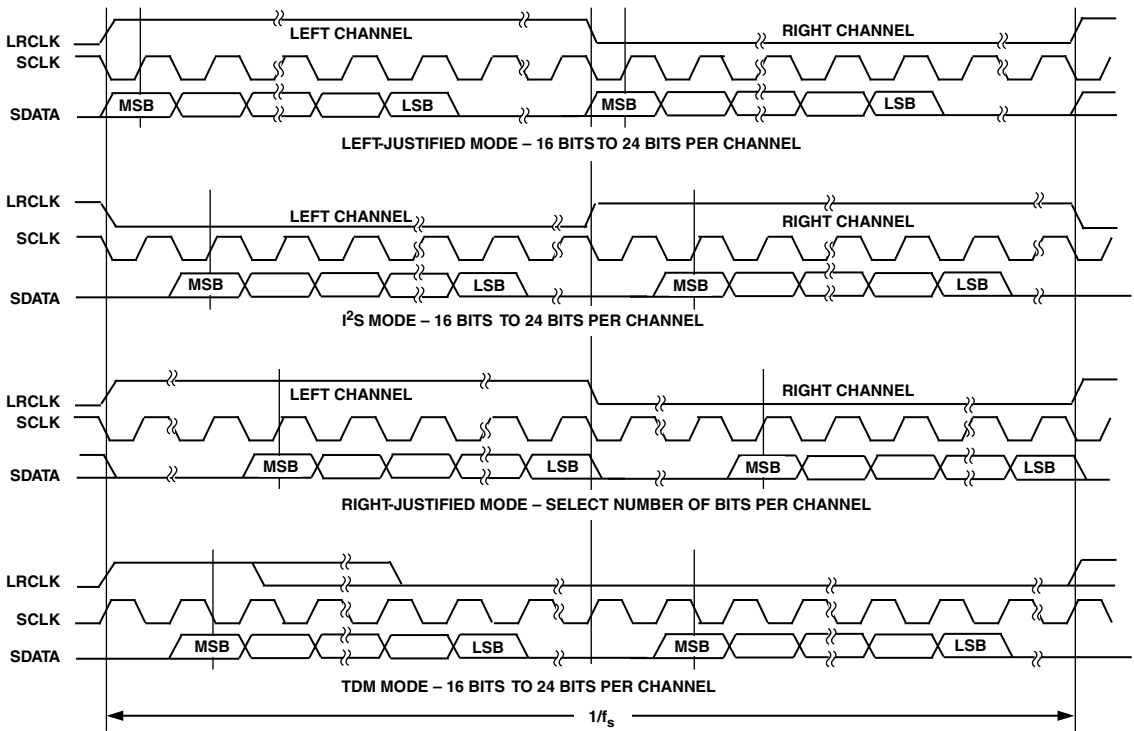 LEFT CHANNEL RIGHT CHANNEL
LRCLK
SCLK
SDATA MSB LSB MSB LSB
LEFT-JUSTIFIED MODE – 16 BITS TO 24 BITS PER CHANNEL
LRCLK
LEFT CHANNEL RIGHT CHANNEL
SCLK
SDATA MSB LSB MSB LSB
I²S MODE – 16 BITS TO 24 BITS PER CHANNEL
LEFT CHANNEL RIGHT CHANNEL
LRCLK
SCLK
SDATA MSB LSB MSB LSB
RIGHT-JUSTIFIED MODE – SELECT NUMBER OF BITS PER CHANNEL
LRCLK
SCLK
SDATA MSB LSB MSB LSB
TDM MODE – 16 BITS TO 24 BITS PER CHANNEL
1/fs